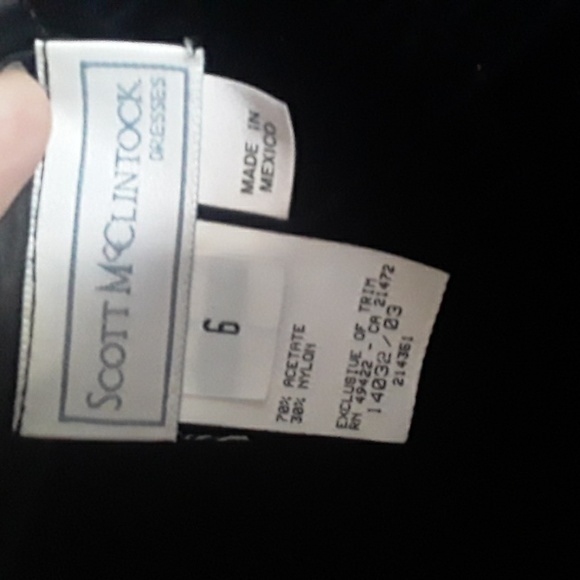 SCOTT MCCLINTOCK
DRESSES
MADE IN
MEXICO
6
70% ACETATE
30% NYLON
EXCLUSIVE OF TRIM
RN 49422 - CA 21472
14032/03
214361